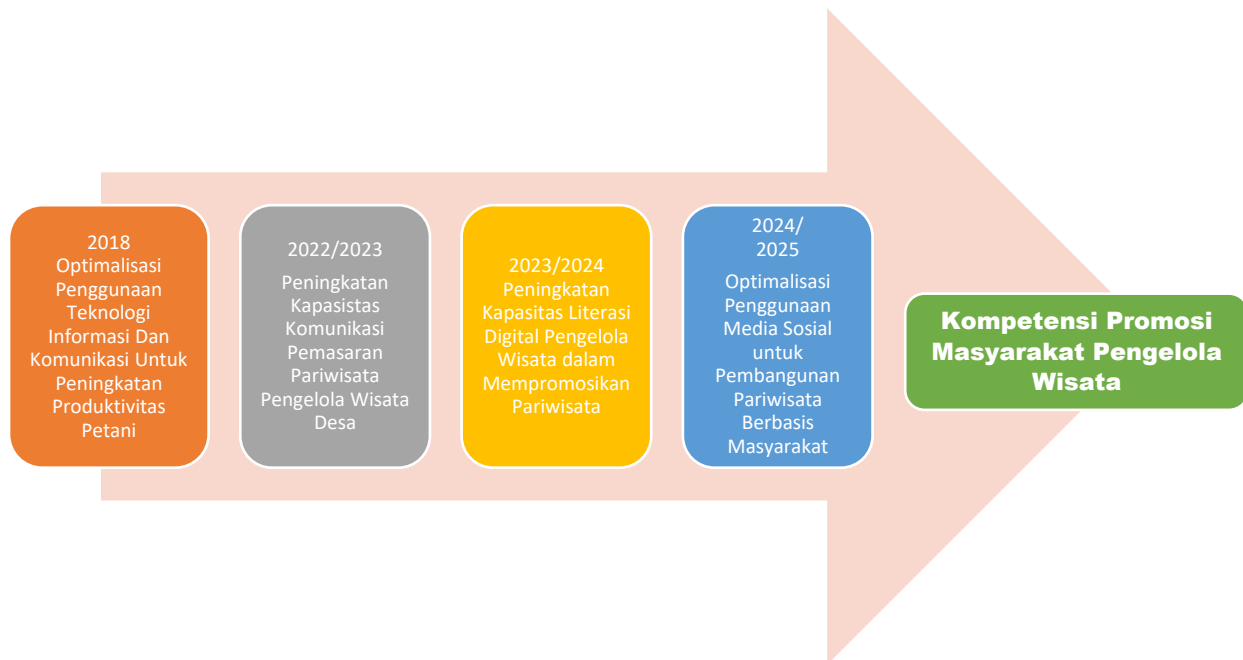 2018
Optimalisasi
Penggunaan
Teknologi
Informasi Dan
Komunikasi Untuk
Peningkatan
Produktivitas
Petani
2022/2023
Peningkatan
Kapasistas
Komunikasi
Pemasaran
Pariwisata
Pengelola Wisata
Desa
2023/2024
Peningkatan
Kapasitas Literasi
Digital Pengelola
Wisata dalam
Mempromosikan
Pariwisata
2024/
2025
Optimalisasi
Penggunaan
Media Sosial
untuk
Pembangunan
Pariwisata
Berbasis
Masyarakat
Kompetensi Promosi
Masyarakat Pengelola
Wisata